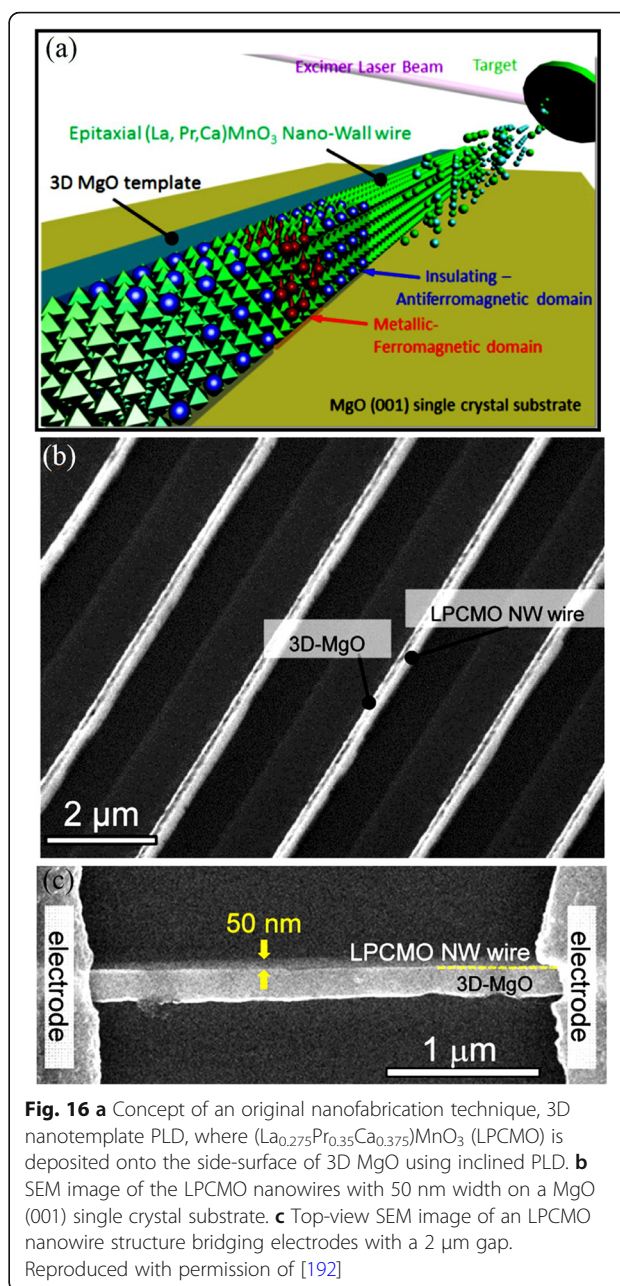 (a)
Excimer Laser Beam
Target
Epitaxial (La, Pr,Ca)MnO₃ Nano-Wall wire
3D MgO template
Insulating –
Antiferromagnetic domain
Metallic-
Ferromagnetic domain
MgO (001) single crystal substrate
(b)
LPCMO NW wire
3D-MgO
2 μm
(c)
electrode
50 nm
LPCMO NW wire
3D-MgO
1 μm
electrode
Fig. 16 a Concept of an original nanofabrication technique, 3D
nanotemplate PLD, where (La₀.₂₇₅Pr₀.₃₅Ca₀.₃₇₅)MnO₃ (LPCMO) is
deposited onto the side-surface of 3D MgO using inclined PLD. b
SEM image of the LPCMO nanowires with 50 nm width on a MgO
(001) single crystal substrate. c Top-view SEM image of an LPCMO
nanowire structure bridging electrodes with a 2 μm gap.
Reproduced with permission of [192]